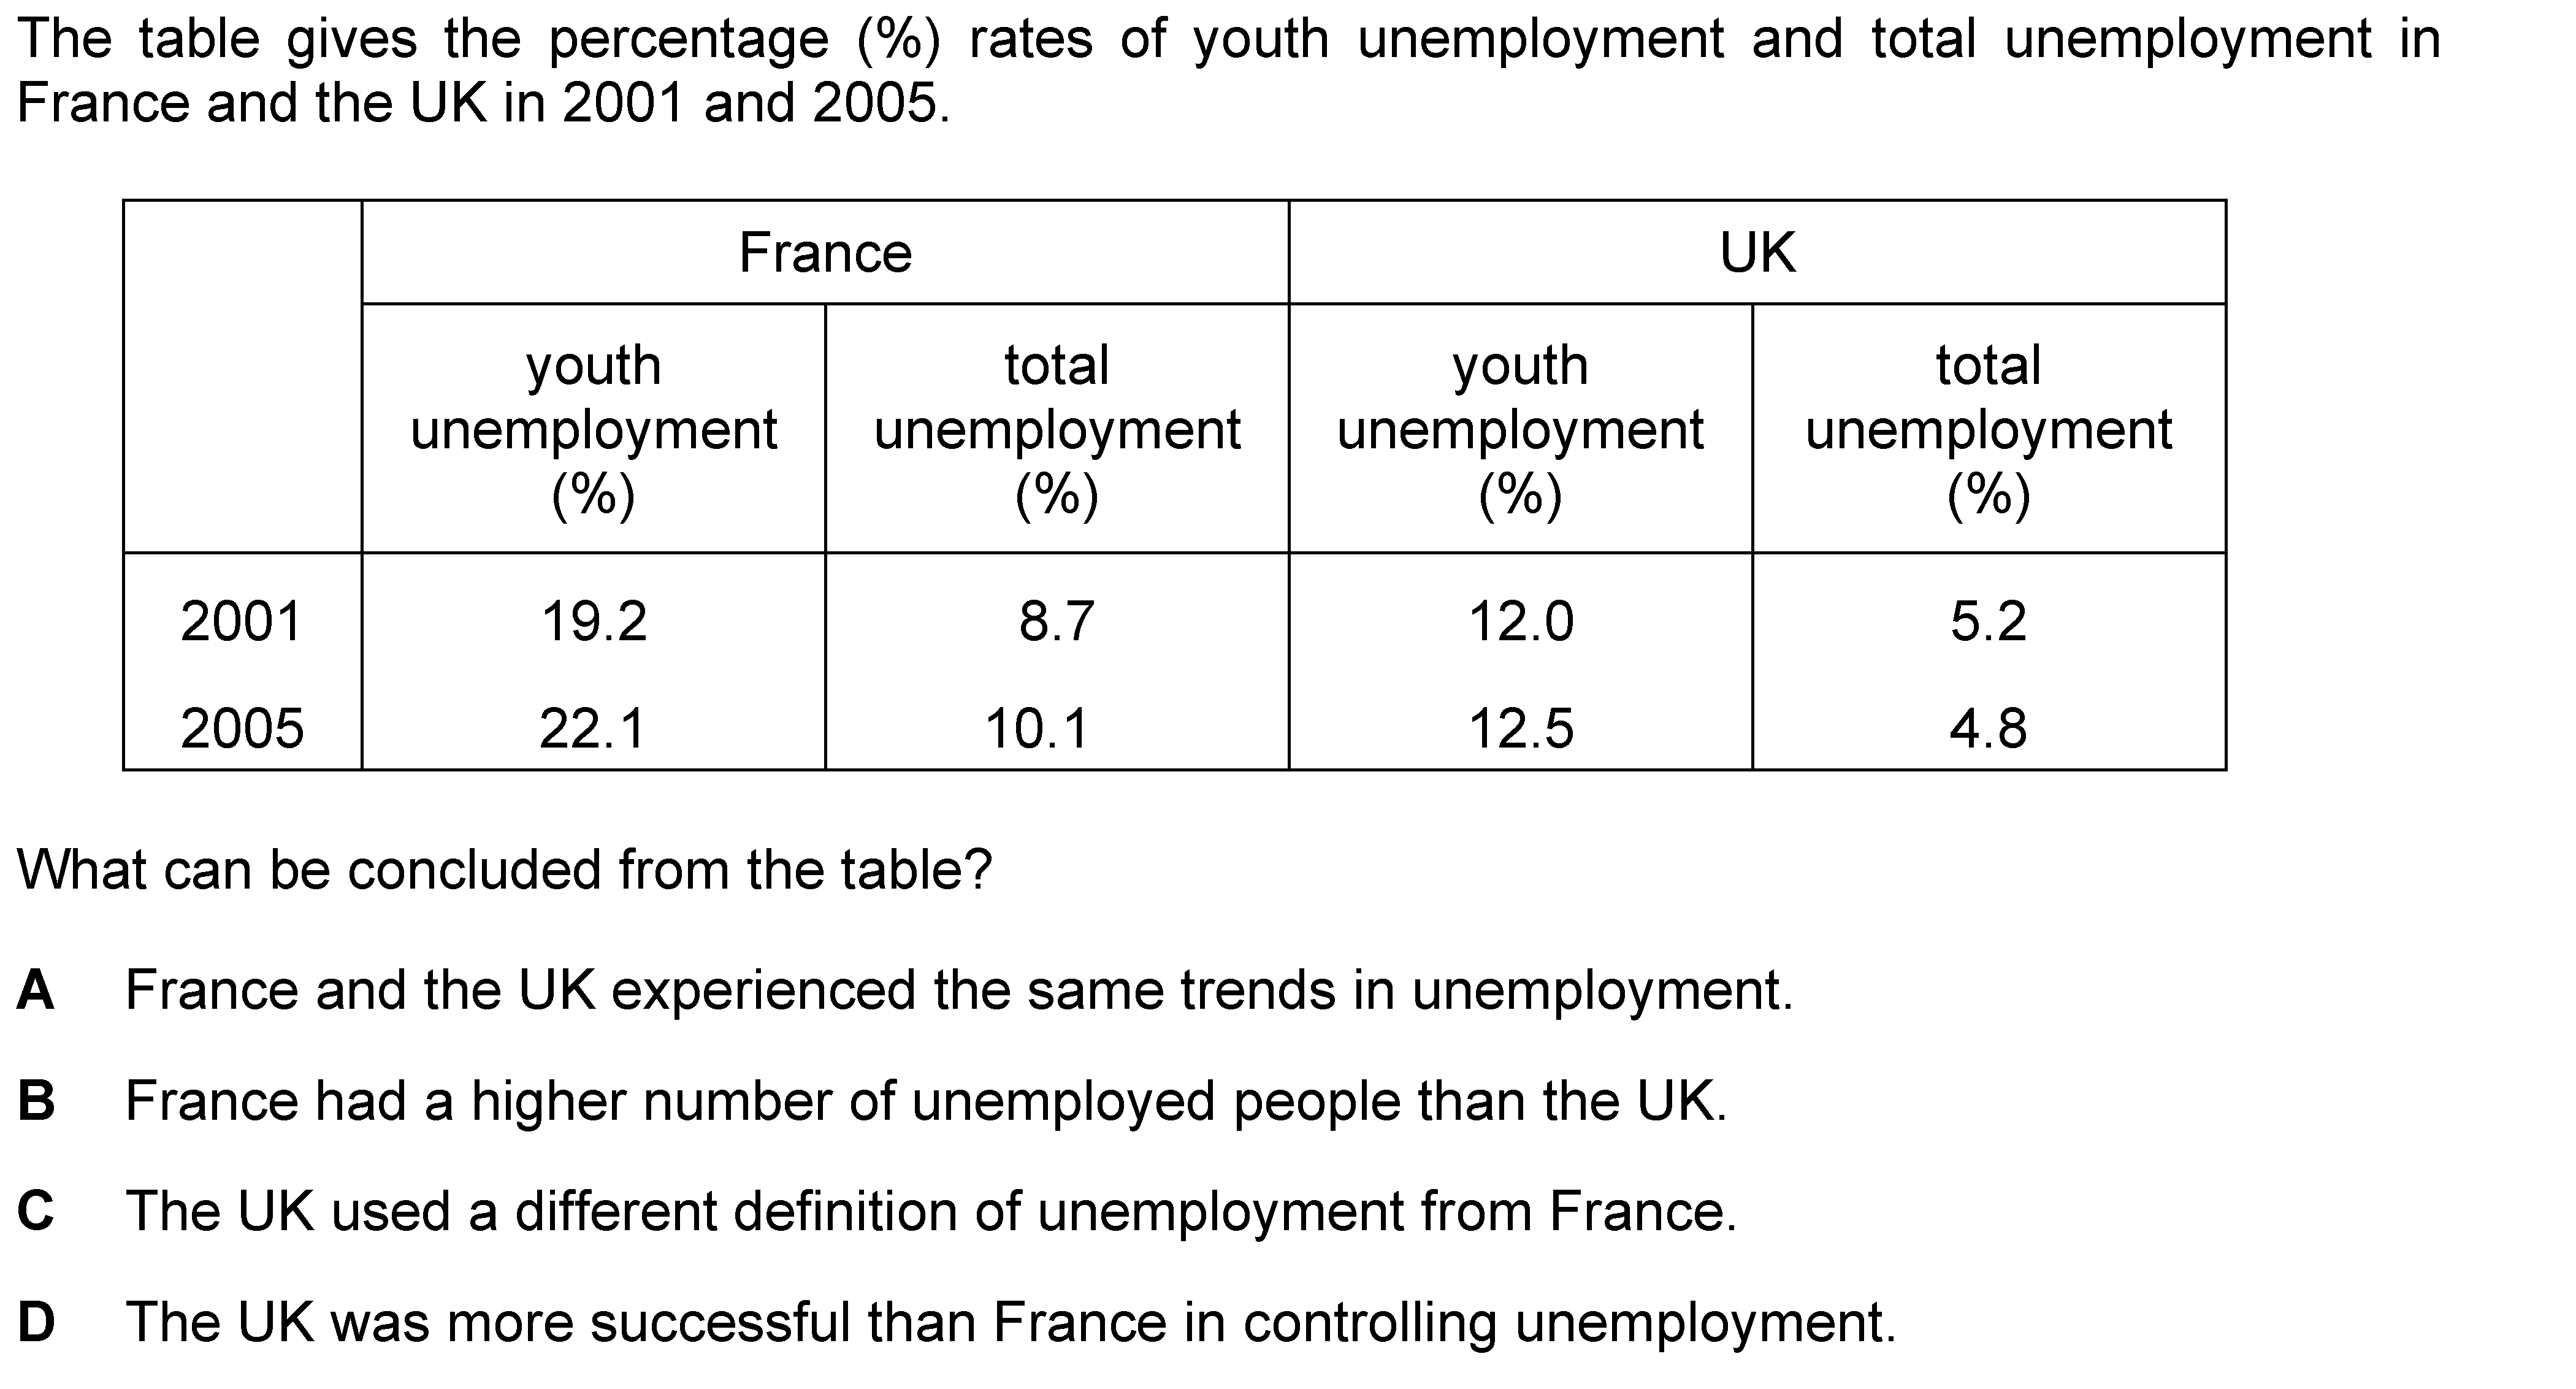 The table gives the percentage (%) rates of youth unemployment and total unemployment in
France and the UK in 2001 and 2005.
France UK
youth unemployment (%) total unemployment (%) youth unemployment (%) total unemployment (%)
2001 19.2 8.7 12.0 5.2
2005 22.1 10.1 12.5 4.8
What can be concluded from the table?
A France and the UK experienced the same trends in unemployment.
B France had a higher number of unemployed people than the UK.
C The UK used a different definition of unemployment from France.
D The UK was more successful than France in controlling unemployment.